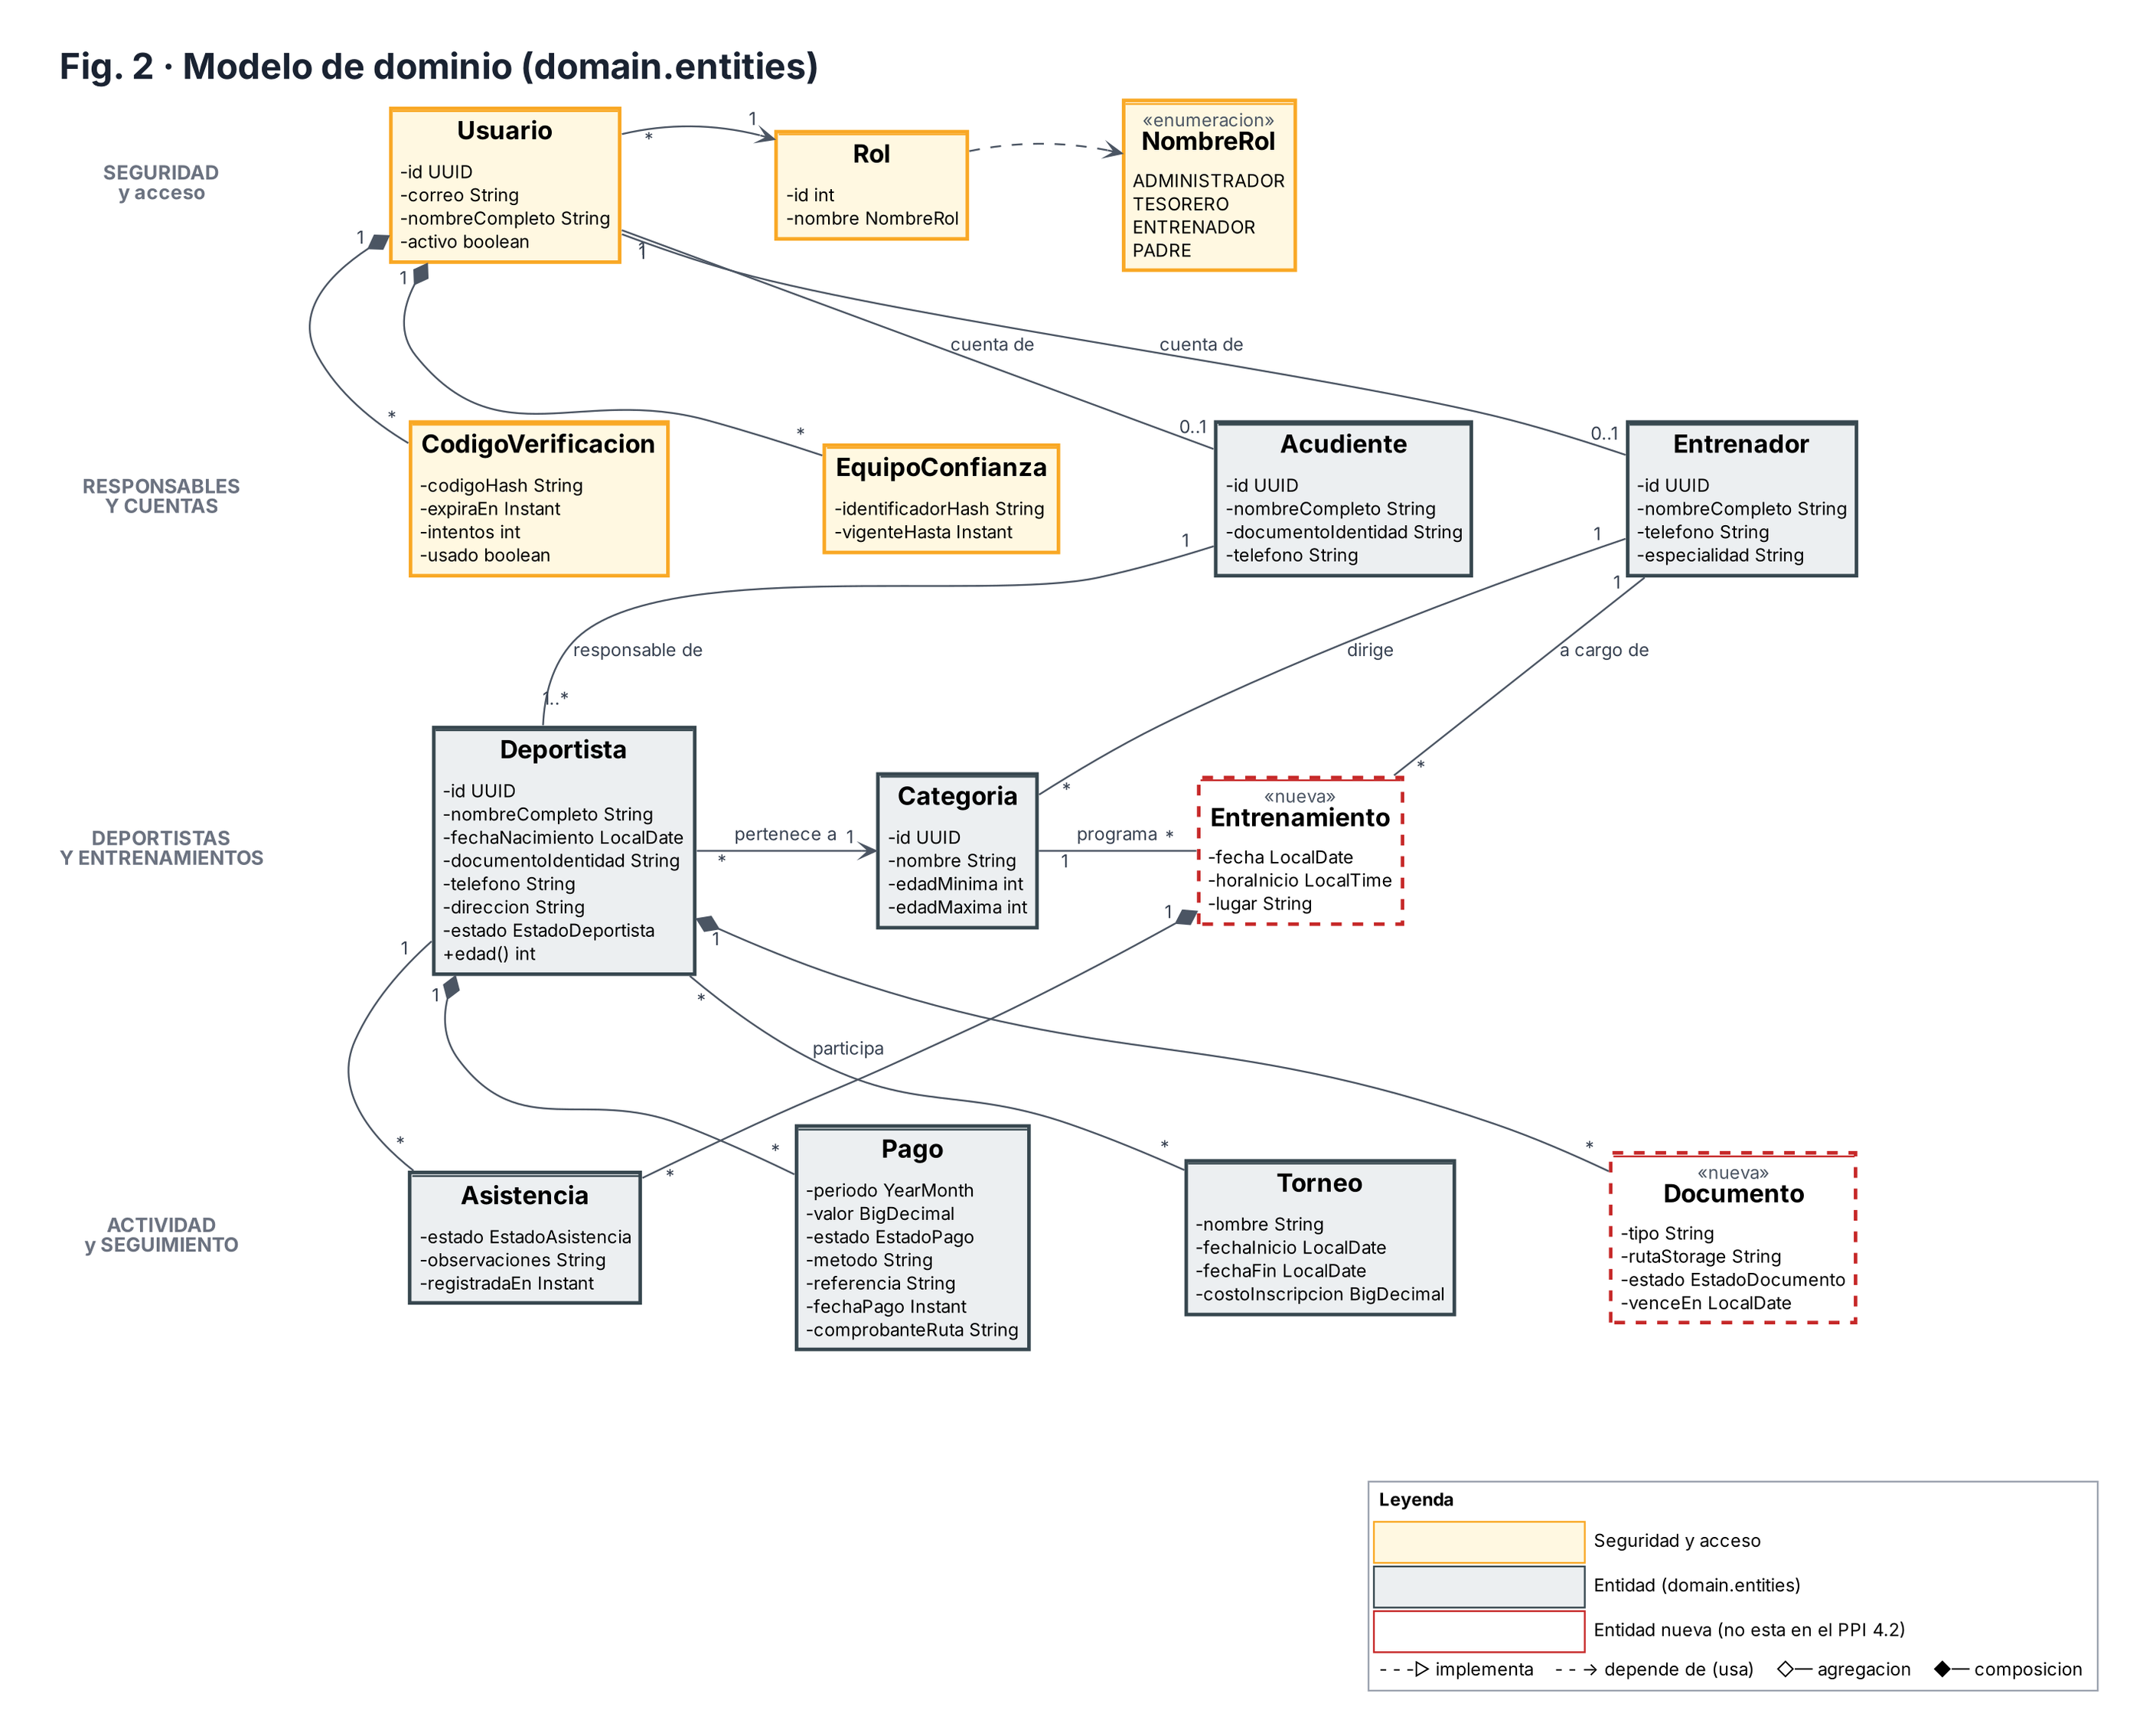 Fig. 2 · Modelo de dominio (domain.entities)
SEGURIDAD
y acceso
Usuario
-id UUID
-correo String
-nombreCompleto String
-activo boolean
*
1
Rol
-id int
-nombre NombreRol
«enumeracion»
NombreRol
ADMINISTRADOR
TESORERO
ENTRENADOR
PADRE
1
1
1
1
cuenta de
cuenta de
RESPONSABLES
Y CUENTAS
*
CodigoVerificacion
-codigoHash String
-expiraEn Instant
-intentos int
-usado boolean
*
EquipoConfianza
-identificadorHash String
-vigenteHasta Instant
0..1
Acudiente
-id UUID
-nombreCompleto String
-documentoIdentidad String
-telefono String
1
0..1
Entrenador
-id UUID
-nombreCompleto String
-telefono String
-especialidad String
1
1
responsable de
dirige
a cargo de
1..*
DEPORTISTAS
Y ENTRENAMIENTOS
Deportista
-id UUID
-nombreCompleto String
-fechaNacimiento LocalDate
-documentoIdentidad String
-telefono String
-direccion String
-estado EstadoDeportista
+edad() int
pertenece a 1
*
Categoria
-id UUID
-nombre String
-edadMinima int
-edadMaxima int
*
programa *
1
*
«nueva»
Entrenamiento
-fecha LocalDate
-horaInicio LocalTime
-lugar String
1
1
1
1
*
participa
ACTIVIDAD
y SEGUIMIENTO
*
*
Asistencia
-estado EstadoAsistencia
-observaciones String
-registradaEn Instant
*
Pago
-periodo YearMonth
-valor BigDecimal
-estado EstadoPago
-metodo String
-referencia String
-fechaPago Instant
-comprobanteRuta String
*
Torneo
-nombre String
-fechaInicio LocalDate
-fechaFin LocalDate
-costoInscripcion BigDecimal
*
«nueva»
Documento
-tipo String
-rutaStorage String
-estado EstadoDocumento
-venceEn LocalDate
Leyenda
Seguridad y acceso
Entidad (domain.entities)
Entidad nueva (no esta en el PPI 4.2)
implementa depende de (usa) agregacion composicion